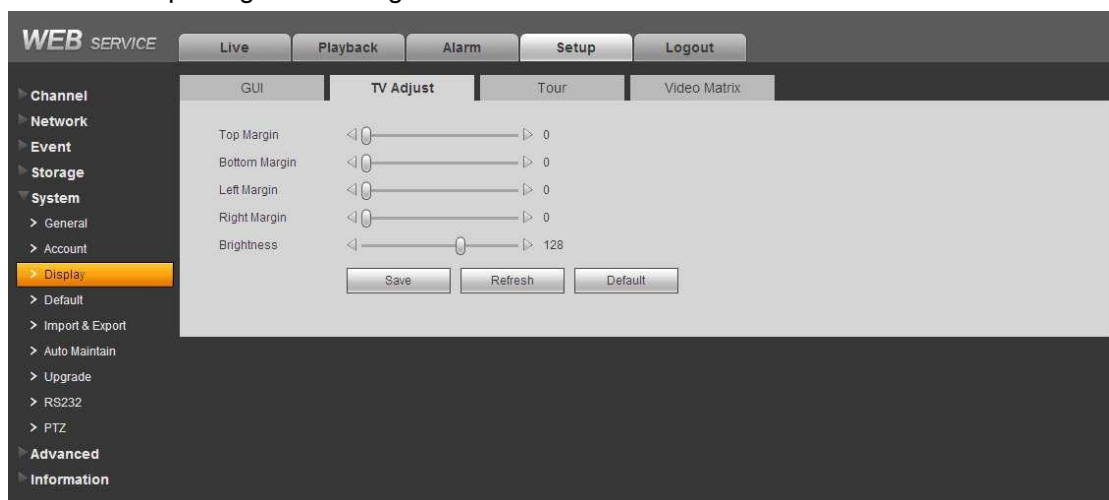 WEB SERVICE
Live Playback Alarm Setup Logout
GUI TV Adjust Tour Video Matrix
Channel
Network
Event
Storage
System
General
Account
Display
Default
Import & Export
Auto Maintain
Upgrade
RS232
PTZ
Advanced
Information
Top Margin 0
Bottom Margin 0
Left Margin 0
Right Margin 0
Brightness 128
Save Refresh Default